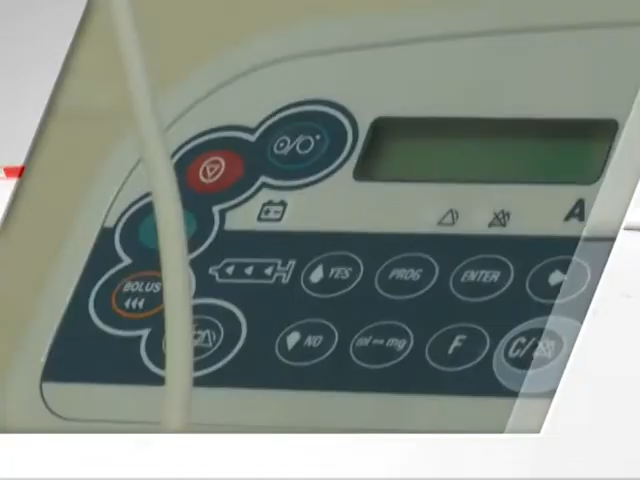 ⊙/○
A
YES PROG ENTER
BOLUS
NO ml↔mg F C/